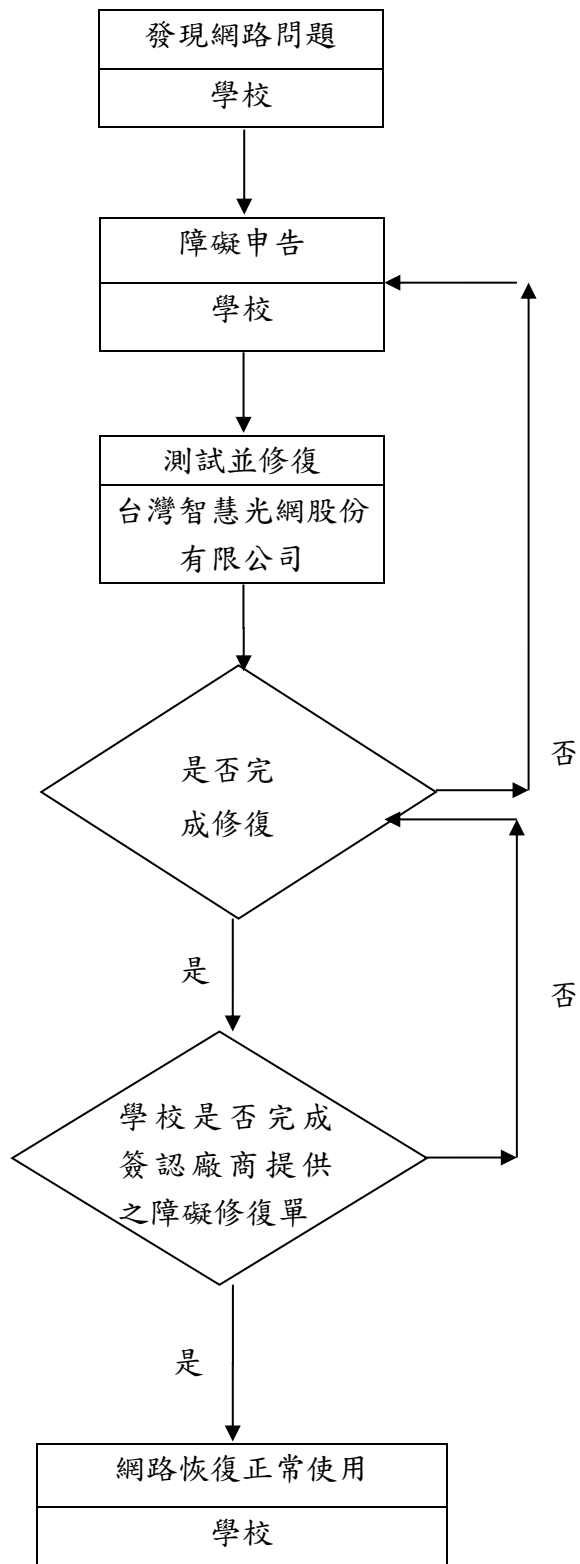 發現網路問題
學校
障礙申告
學校
測試並修復
台灣智慧光網股份
有限公司
是否完
成修復
否
是
否
學校是否完成
簽認廠商提供
之障礙修復單
是
網路恢復正常使用
學校